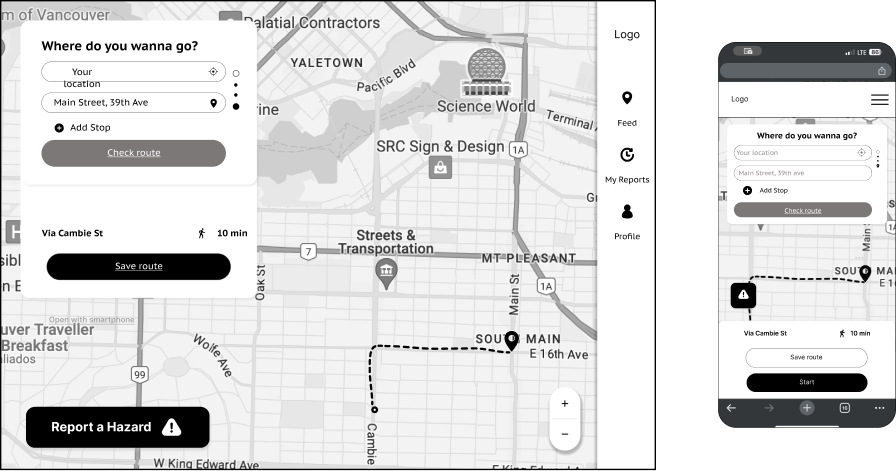 m of Vancouver
Palatial Contractors
Where do you wanna go?
Your
location
Main Street, 39th Ave
Add Stop
Check route
Via Cambie St
10 min
Save route
YALETOWN
Pacific Blvd
Science World
Terminal
rine
SRC Sign & Design
1A
Streets &
Transportation
7
MT PLEASANT
Oak St
Main St
1A
Open with smartphone
uver Traveller
Breakfast
aliados
Wolfe Ave
SOUTH MAIN
E 16th Ave
99
Report a Hazard
Cambie
W King Edward Ave
E King Edward Ave
+
−
Logo
Feed
My Reports
Profile
LTE
86
Logo
Where do you wanna go?
Your location
Main Street, 39th ave
Add Stop
Check route
Main
E 1
Via Cambie St
10 min
Save route
Start
16